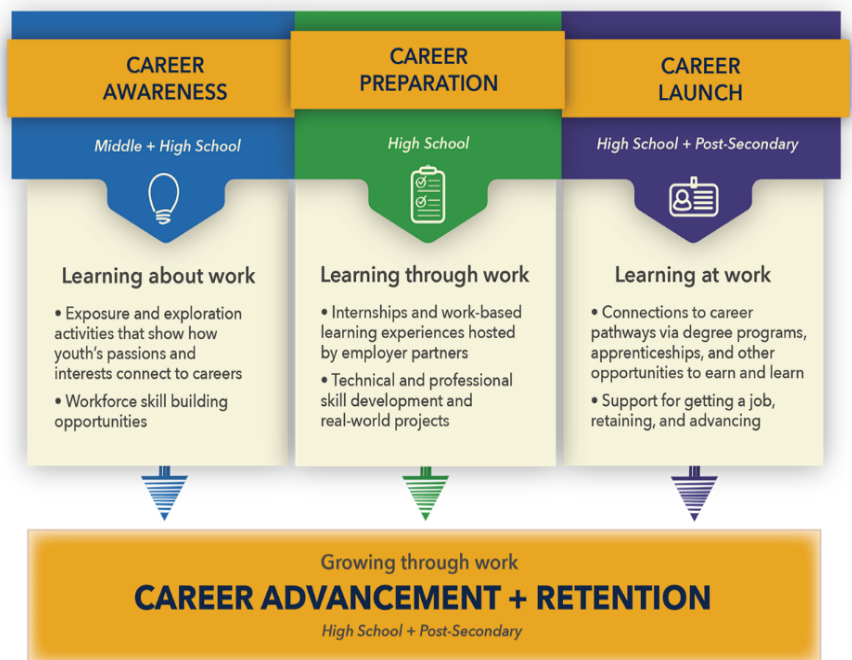 CAREER
AWARENESS
Middle + High School
Learning about work
• Exposure and exploration
activities that show how
youth's passions and
interests connect to careers
• Workforce skill building
opportunities
CAREER
PREPARATION
High School
Learning through work
• Internships and work-based
learning experiences hosted
by employer partners
• Technical and professional
skill development and
real-world projects
CAREER
LAUNCH
High School + Post-Secondary
Learning at work
• Connections to career
pathways via degree programs,
apprenticeships, and other
opportunities to earn and learn
• Support for getting a job,
retaining, and advancing
Growing through work
CAREER ADVANCEMENT + RETENTION
High School + Post-Secondary